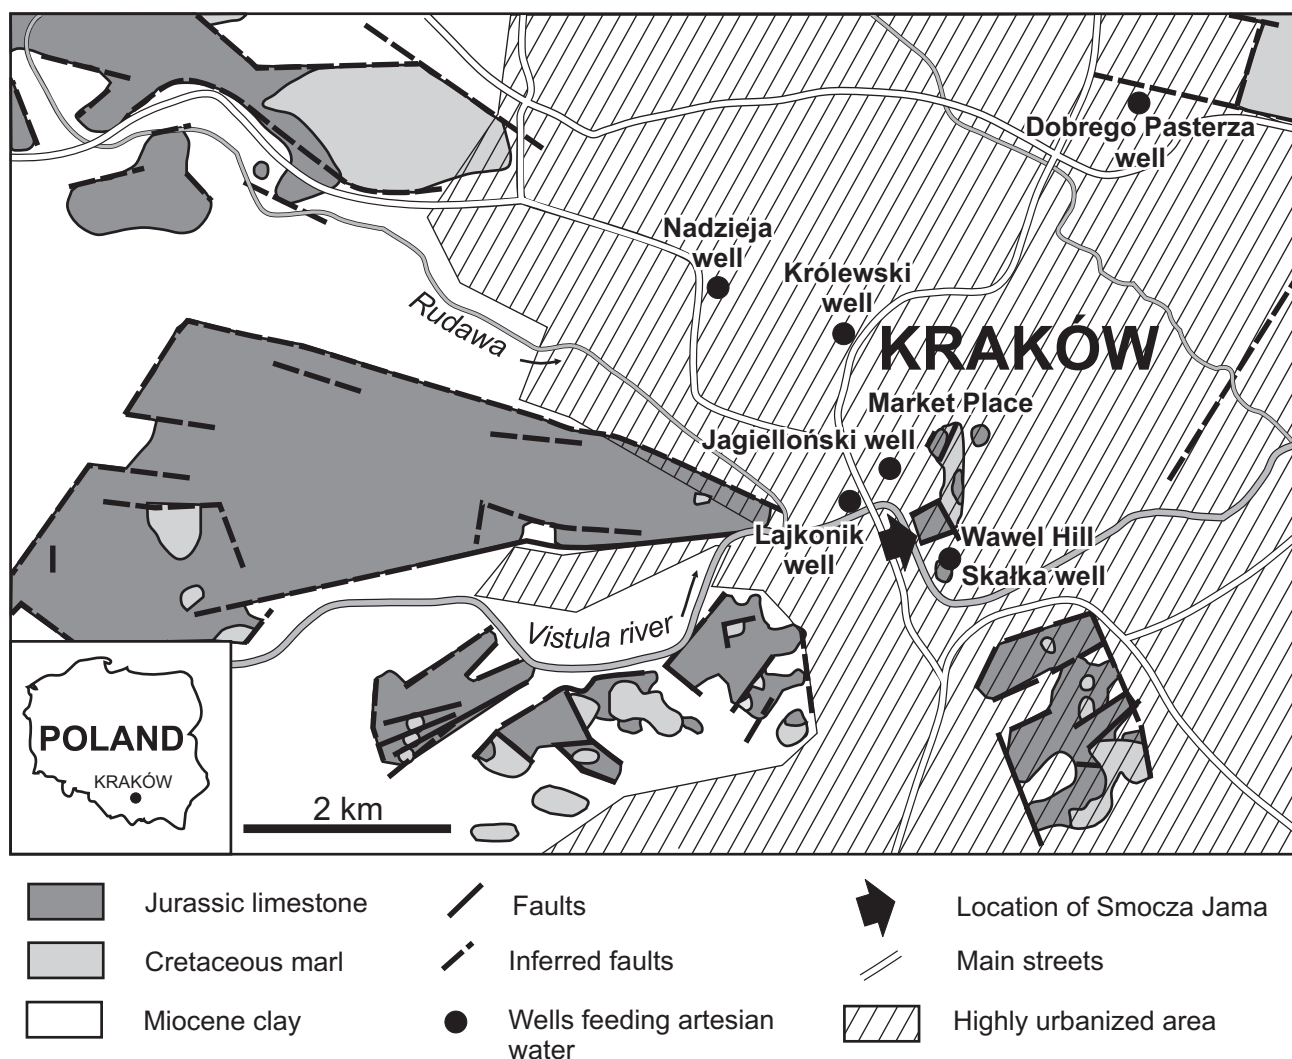 Dobrego Pasterza
well
Nadzieja
well
Królewski
well
Rudawa
KRAKÓW
Market Place
Jagielloński well
Lajkonik
well
Wawel Hill
Skałka well
Vistula river
POLAND
KRAKÓW
2 km
Jurassic limestone
Faults
Location of Smocza Jama
Cretaceous marl
Inferred faults
Main streets
Miocene clay
Wells feeding artesian
water
Highly urbanized area